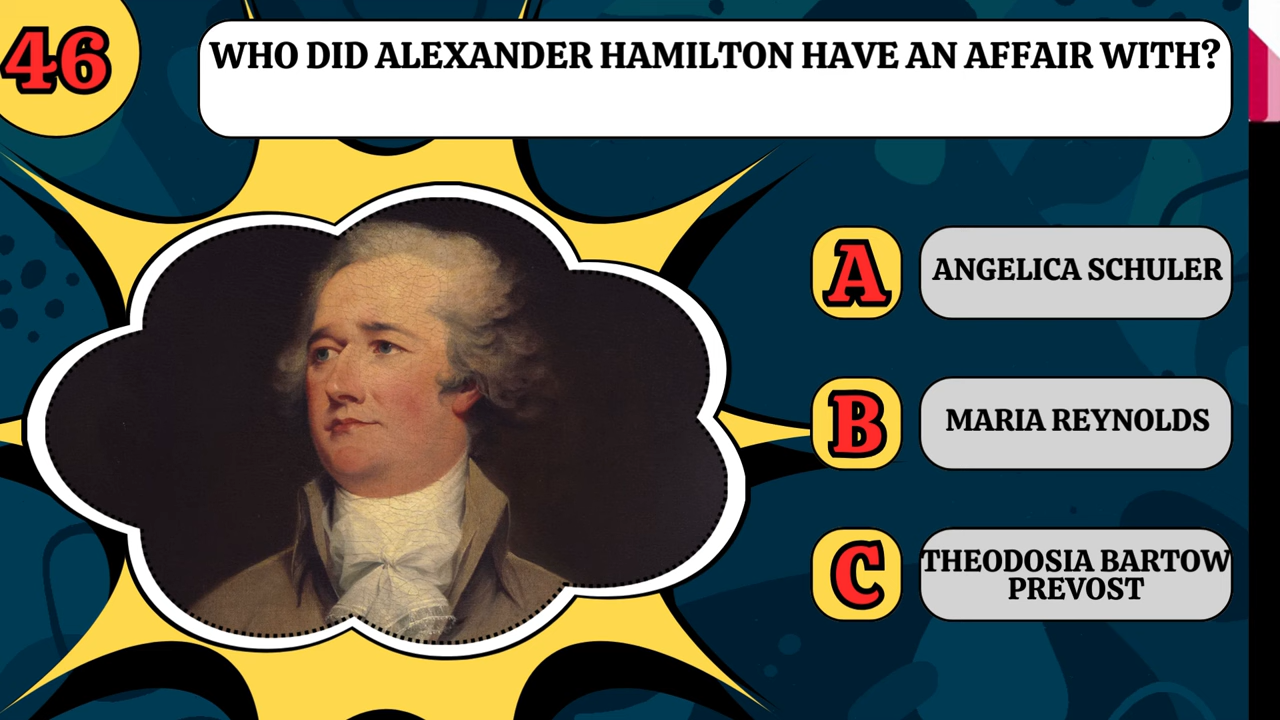 46
WHO DID ALEXANDER HAMILTON HAVE AN AFFAIR WITH?
A
ANGELICA SCHULER
B
MARIA REYNOLDS
C
THEODOSIA BARTOW
PREVOST